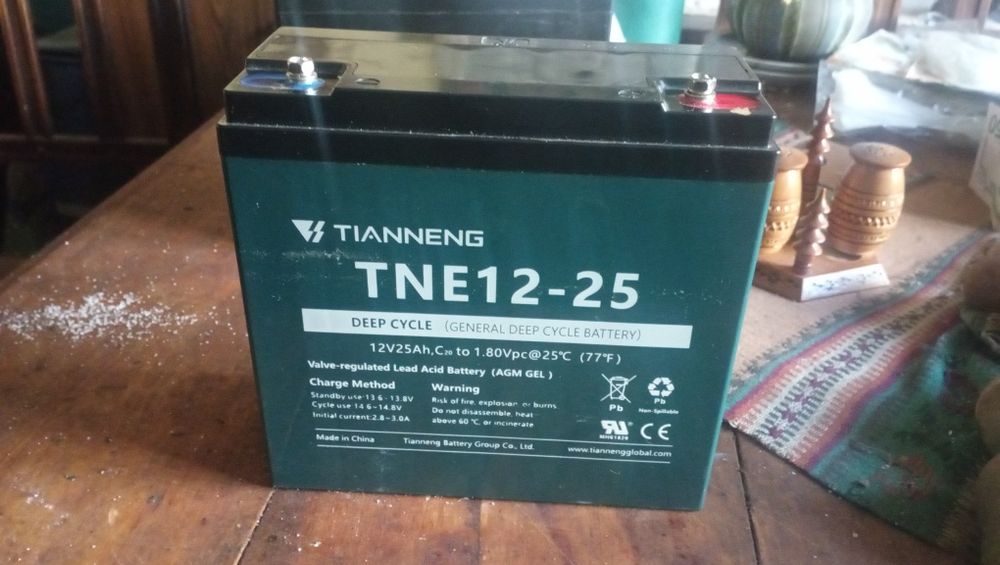 TIANNENG
TNE12-25
DEEP CYCLE (GENERAL DEEP CYCLE BATTERY)
12V25Ah,C₂₀ to 1.80Vpc@25℃ (77℉)
Valve-regulated Lead Acid Battery (AGM GEL )
Charge Method
Standby use:13.6 - 13.8V
Cycle use 14.6~14.8V
Initial current:2.8~3.0A
Warning
Risk of fire, explosion, or burns
Do not disassemble, heat
above 60 ℃, or incinerate
Pb
Pb
Non-Spillable
MH61829
CE
Made in China
Tianneng Battery Group Co., Ltd.
www.tiannengglobal.com